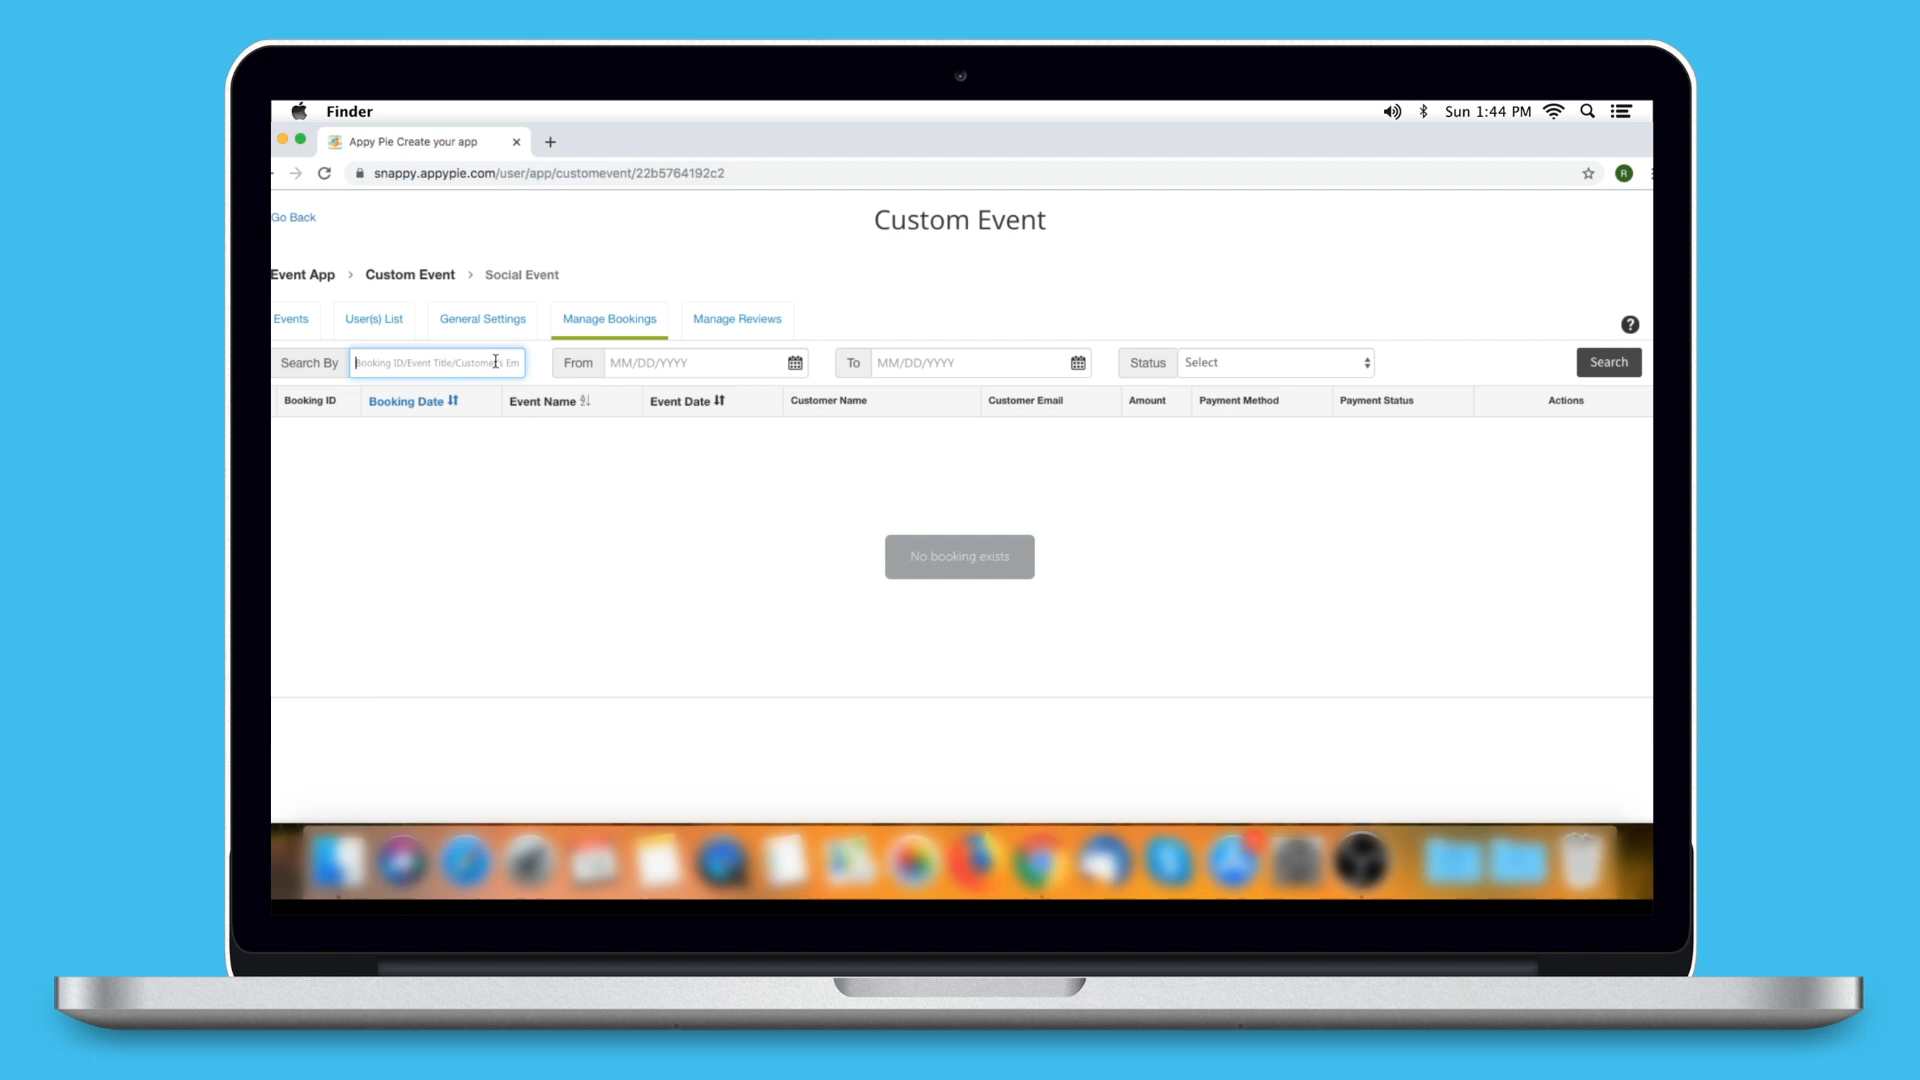 Finder
Sun 1:44 PM
Appy Pie Create your app
snappy.appypie.com/user/app/customevent/22b5764192c2
R
Go Back
Custom Event
Event App > Custom Event > Social Event
Events User(s) List General Settings Manage Bookings Manage Reviews
?
Search By Booking ID/Event Title/Customer's Em From MM/DD/YYYY To MM/DD/YYYY Status Select Search
Booking ID Booking Date Event Name Event Date Customer Name Customer Email Amount Payment Method Payment Status Actions
No booking exists